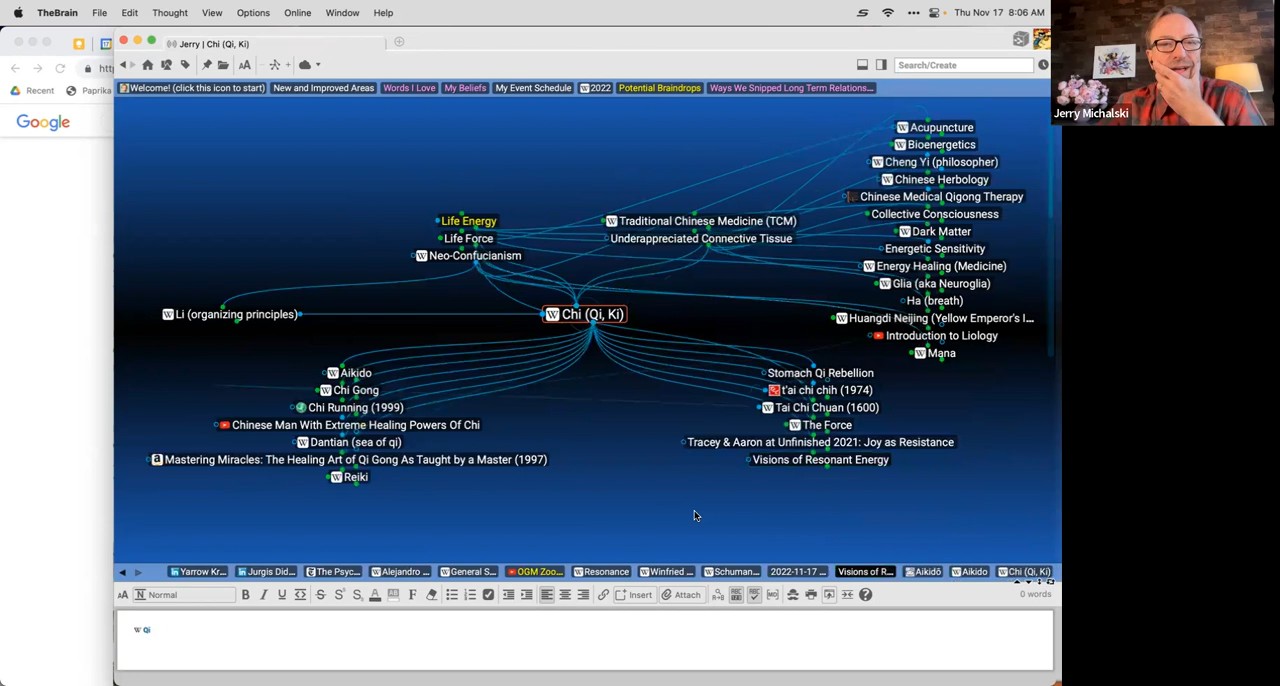 TheBrain File Edit Thought View Options Online Window Help
Thu Nov 17 8:06 AM
Jerry | Chi (Qi, Ki)
Search/Create
Recent
Paprika
Google
Welcome! (click this icon to start) New and Improved Areas Words I Love My Beliefs My Event Schedule 2022 Potential Braindrops Ways We Snipped Long Term Relations...
Jerry Michalski
Acupuncture
Bioenergetics
Cheng Yi (philosopher)
Chinese Herbology
Chinese Medical Qigong Therapy
Collective Consciousness
Dark Matter
Energetic Sensitivity
Energy Healing (Medicine)
Glia (aka Neuroglia)
Ha (breath)
Huangdi Neijing (Yellow Emperor's I...
Introduction to Liology
Mana
Life Energy
Life Force
Neo-Confucianism
Traditional Chinese Medicine (TCM)
Underappreciated Connective Tissue
Li (organizing principles)
Chi (Qi, Ki)
Aikido
Chi Gong
Chi Running (1999)
Chinese Man With Extreme Healing Powers Of Chi
Dantian (sea of qi)
Mastering Miracles: The Healing Art of Qi Gong As Taught by a Master (1997)
Reiki
Stomach Qi Rebellion
t'ai chi chih (1974)
Tai Chi Chuan (1600)
The Force
Tracey & Aaron at Unfinished 2021: Joy as Resistance
Visions of Resonant Energy
Yarrow Kr... Jurgis Did... The Psyc... Alejandro ... General S... OGM Zoo... Resonance Winfried ... Schuman... 2022-11-17 ... Visions of R... Aikidō Aikido Chi (Qi, Ki)
Normal
Insert
Attach
0 words
Qi